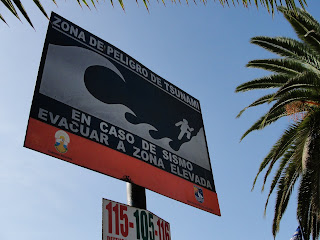 ZONA DE PELIGRO DE TSUNAMI
EN CASO DE SISMO
EVACUAR A ZONA ELEVADA
115-105-116